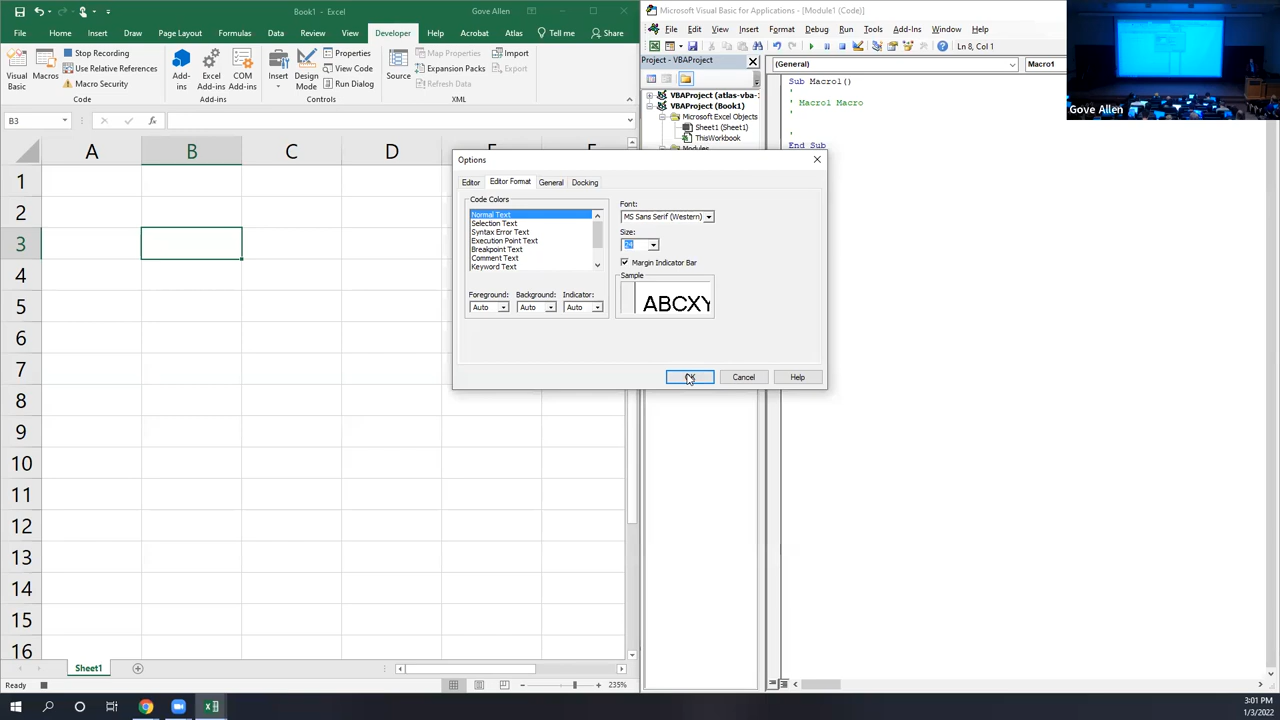 Book1 - Excel
Gove Allen
File Home Insert Draw Page Layout Formulas Data Review View Developer Help Acrobat Atlas Tell me Share
Visual Basic
Macros
Stop Recording
Use Relative References
Macro Security
Code
Add-ins
Excel Add-ins
COM Add-ins
Add-ins
Insert
Design Mode
Properties
View Code
Run Dialog
Controls
Source
Map Properties
Expansion Packs
Refresh Data
Import
Export
XML
B3
A B C D
1
2
3
4
5
6
7
8
9
10
11
12
13
14
15
16
Sheet1
Ready
235%
Microsoft Visual Basic for Applications - [Module1 (Code)]
File Edit View Insert Format Debug Run Tools Add-Ins Window Help
Ln 8, Col 1
Project - VBAProject
VBAProject (atlas-vba-
VBAProject (Book1)
Microsoft Excel Objects
Sheet1 (Sheet1)
ThisWorkbook
Modules
(General)
Macro1
Sub Macro1()
'
' Macro1 Macro
'
'
End Sub
Options
Editor Editor Format General Docking
Code Colors
Normal Text
Selection Text
Syntax Error Text
Execution Point Text
Breakpoint Text
Comment Text
Keyword Text
Foreground: Background: Indicator:
Auto Auto Auto
Font:
MS Sans Serif (Western)
Size:
24
Margin Indicator Bar
Sample
ABCXY
OK Cancel Help
Gove Allen
3:01 PM
1/3/2022